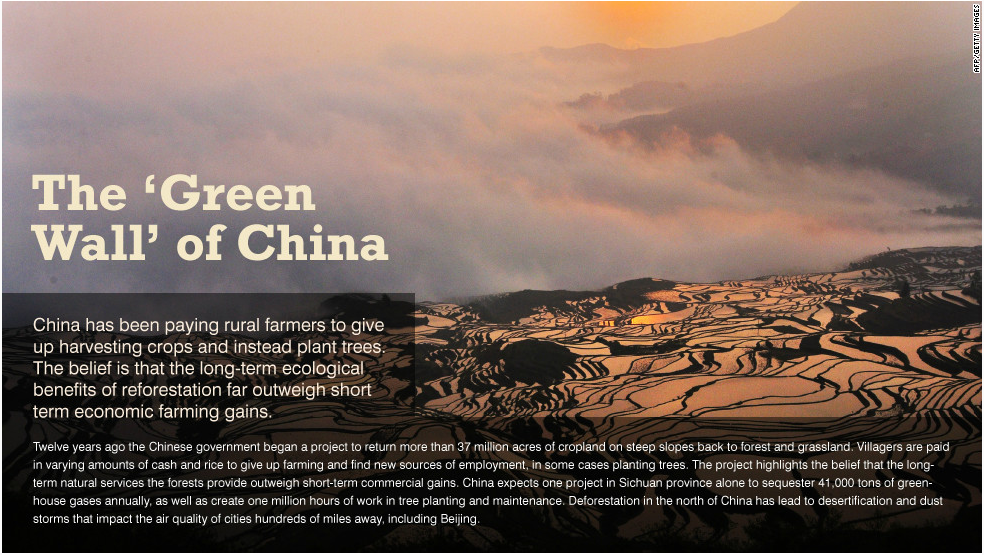 AFP/GETTY IMAGES
The ‘Green
Wall’ of China
China has been paying rural farmers to give
up harvesting crops and instead plant trees.
The belief is that the long-term ecological
benefits of reforestation far outweigh short
term economic farming gains.
Twelve years ago the Chinese government began a project to return more than 37 million acres of cropland on steep slopes back to forest and grassland. Villagers are paid
in varying amounts of cash and rice to give up farming and find new sources of employment, in some cases planting trees. The project highlights the belief that the long-
term natural services the forests provide outweigh short-term commercial gains. China expects one project in Sichuan province alone to sequester 41,000 tons of green-
house gases annually, as well as create one million hours of work in tree planting and maintenance. Deforestation in the north of China has lead to desertification and dust
storms that impact the air quality of cities hundreds of miles away, including Beijing.